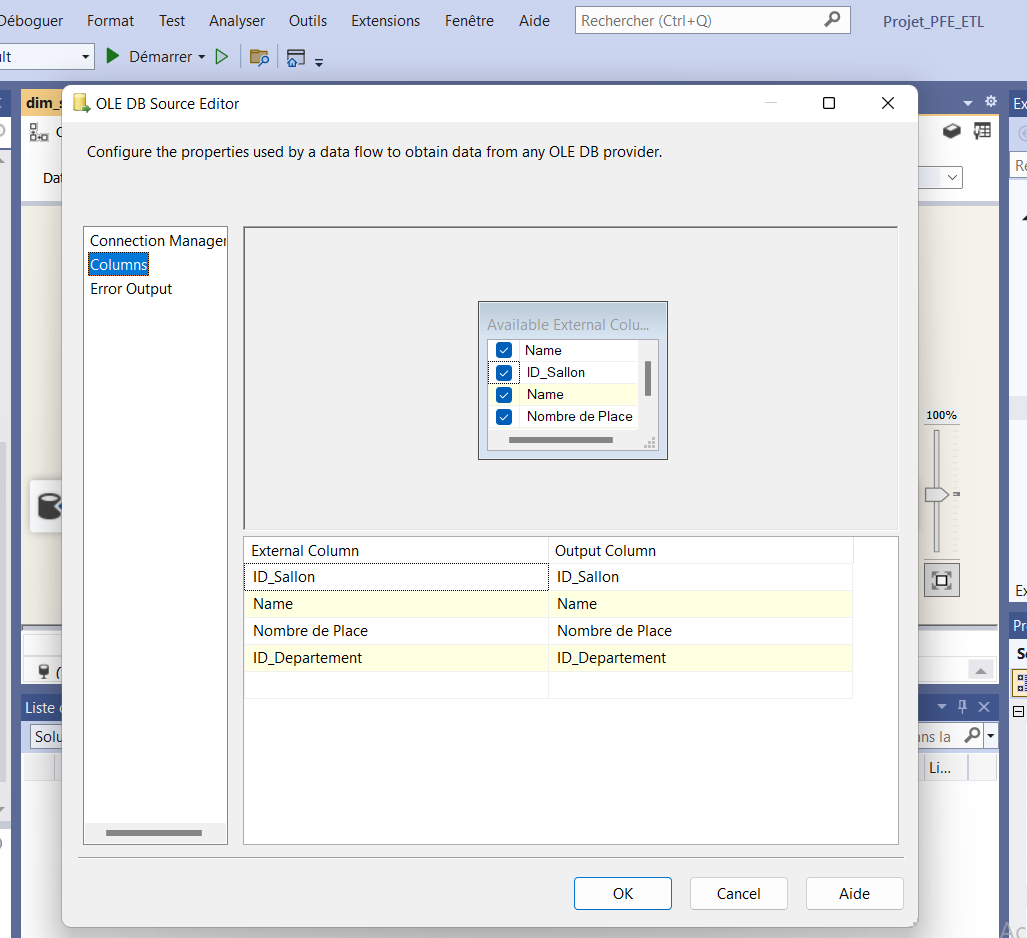 Déboguer Format Test Analyser Outils Extensions Fenêtre Aide Rechercher (Ctrl+Q) Projet_PFE_ETL
Démarrer
dim_s
OLE DB Source Editor
Ex
Configure the properties used by a data flow to obtain data from any OLE DB provider.
Dat
Re
Connection Manager
Columns
Error Output
Available External Colu...
Name
ID_Sallon
Name
Nombre de Place
100%
External Column Output Column
ID_Sallon ID_Sallon
Name Name
Nombre de Place Nombre de Place
ID_Departement ID_Departement
Ex
Pr
Liste
Solu
ans la
Li...
OK Cancel Aide